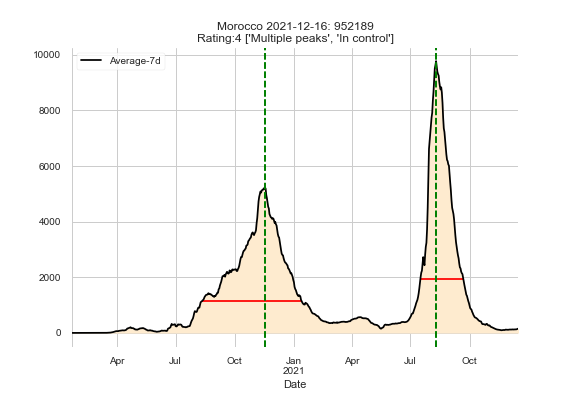 Morocco 2021-12-16: 952189
Rating:4 ['Multiple peaks', 'In control']
Average-7d
10000
8000
6000
4000
2000
0
Apr Jul Oct Jan Apr Jul Oct
2021
Date